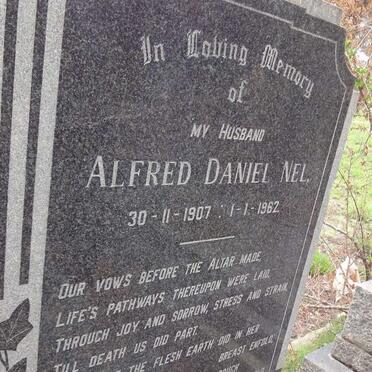 In Loving Memory
of
MY HUSBAND
ALFRED DANIEL NEL.
30-11-1907 : 1-1-1962.
OUR VOWS BEFORE THE ALTAR MADE,
LIFE'S PATHWAYS THEREUPON WERE LAID,
THROUGH JOY AND SORROW, STRESS AND STRAIN,
TILL DEATH US DID PART.
THE FLESH EARTH DID IN HER
BREAST ENFOLD,